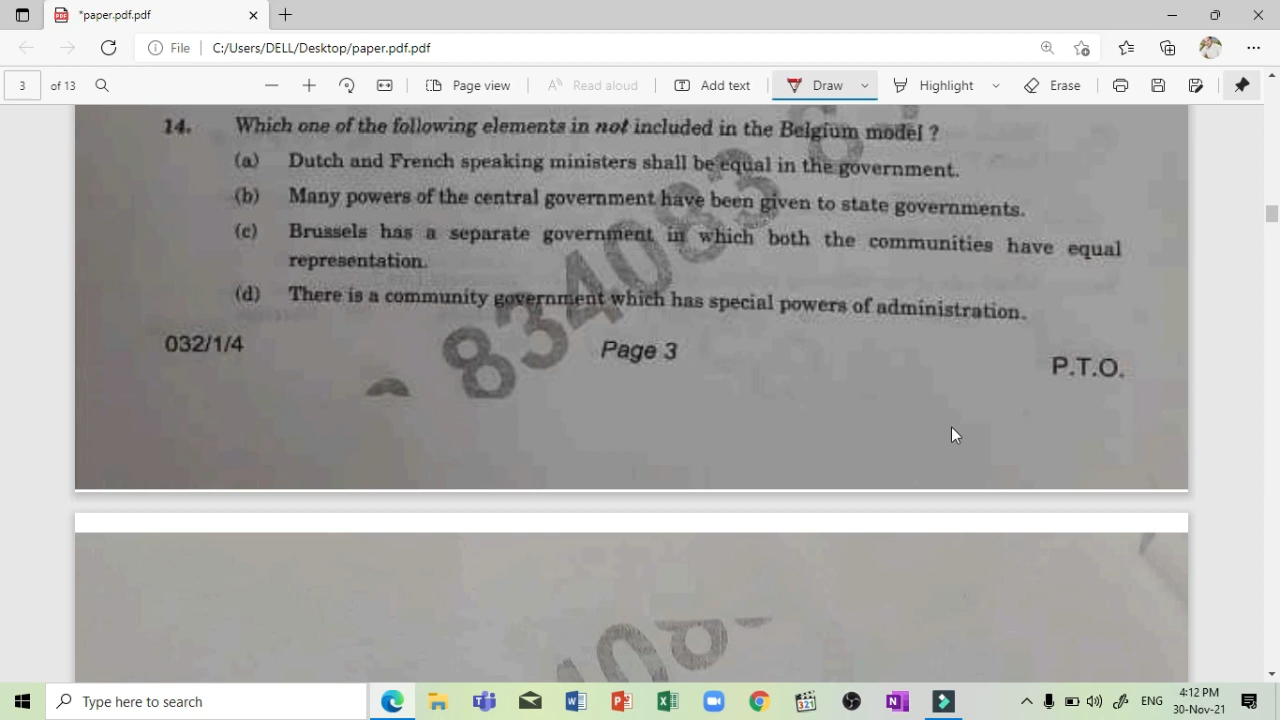 *paper.pdf.pdf
File C:/Users/DELL/Desktop/paper.pdf.pdf
3 of 13 Page view Read aloud Add text Draw Highlight Erase
14. Which one of the following elements in not included in the Belgium model ?
(a) Dutch and French speaking ministers shall be equal in the government.
(b) Many powers of the central government have been given to state governments.
(c) Brussels has a separate government in which both the communities have equal
representation.
(d) There is a community government which has special powers of administration.
834083
032/1/4 Page 3 P.T.O.
Type here to search
321
ENG
4:12 PM
30-Nov-21